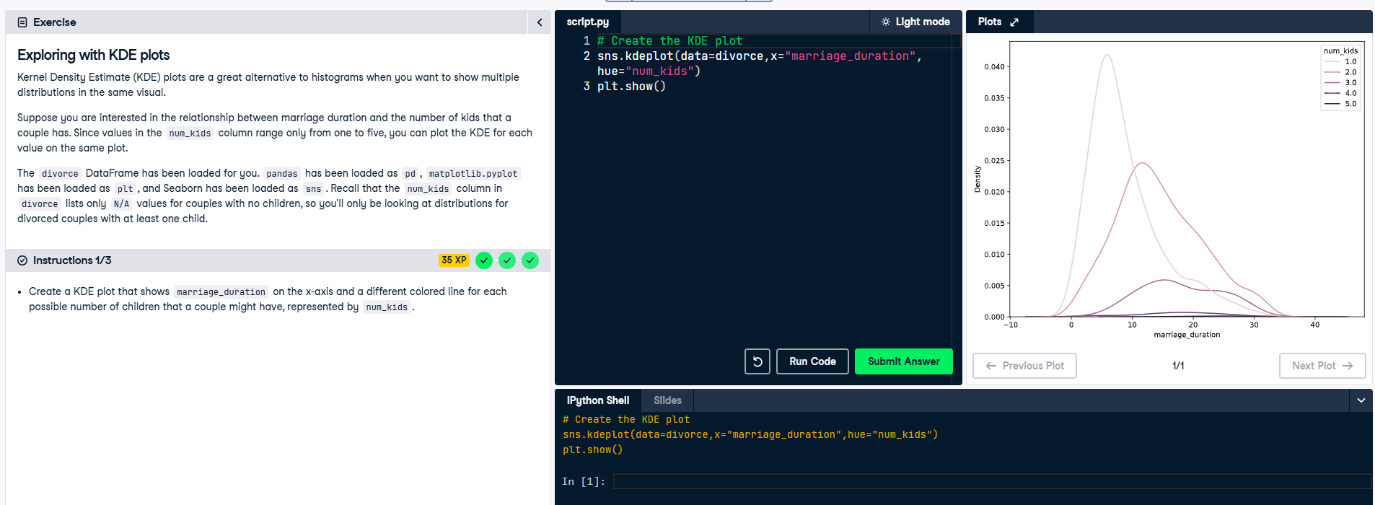 Exercise
Exploring with KDE plots
Kernel Density Estimate (KDE) plots are a great alternative to histograms when you want to show multiple
distributions in the same visual.
Suppose you are interested in the relationship between marriage duration and the number of kids that a
couple has. Since values in the num_kids column range only from one to five, you can plot the KDE for each
value on the same plot.
The divorce DataFrame has been loaded for you. pandas has been loaded as pd , matplotlib.pyplot
has been loaded as plt , and Seaborn has been loaded as sns . Recall that the num_kids column in
divorce lists only N/A values for couples with no children, so you'll only be looking at distributions for
divorced couples with at least one child.
Instructions 1/3
35 XP
• Create a KDE plot that shows marriage_duration on the x-axis and a different colored line for each
possible number of children that a couple might have, represented by num_kids .
script.py
Light mode
1 # Create the KDE plot
2 sns.kdeplot(data=divorce,x="marriage_duration",
hue="num_kids")
3 plt.show()
Run Code
Submit Answer
Plots
num_kids
1.0
2.0
3.0
4.0
5.0
Density
0.040
0.035
0.030
0.025
0.020
0.015
0.010
0.005
0.000
−10 0 10 20 30 40
marriage_duration
Previous Plot
1/1
Next Plot
IPython Shell
Slides
# Create the KDE plot
sns.kdeplot(data=divorce,x="marriage_duration",hue="num_kids")
plt.show()
In [1]: